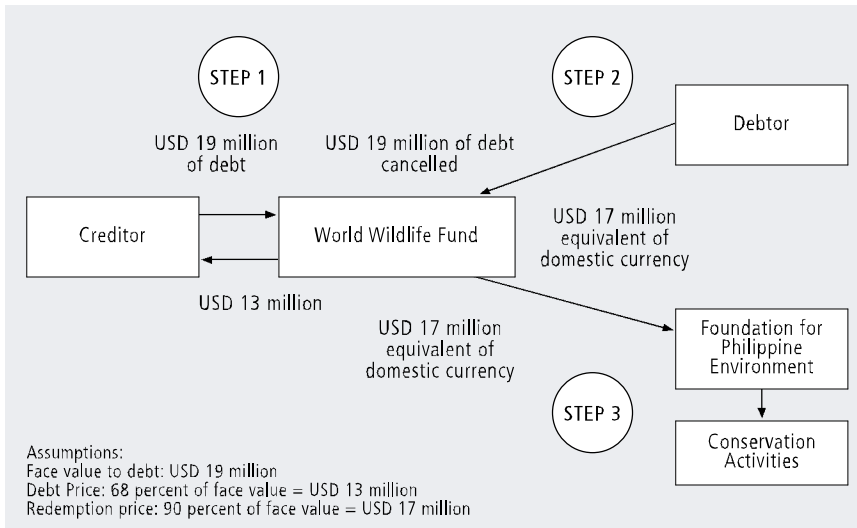 STEP 1
STEP 2
USD 19 million
of debt
USD 19 million of debt
cancelled
Debtor
Creditor
World Wildlife Fund
USD 17 million
equivalent of
domestic currency
USD 13 million
USD 17 million
equivalent of
domestic currency
Foundation for
Philippine
Environment
STEP 3
Conservation
Activities
Assumptions:
Face value to debt: USD 19 million
Debt Price: 68 percent of face value = USD 13 million
Redemption price: 90 percent of face value = USD 17 million